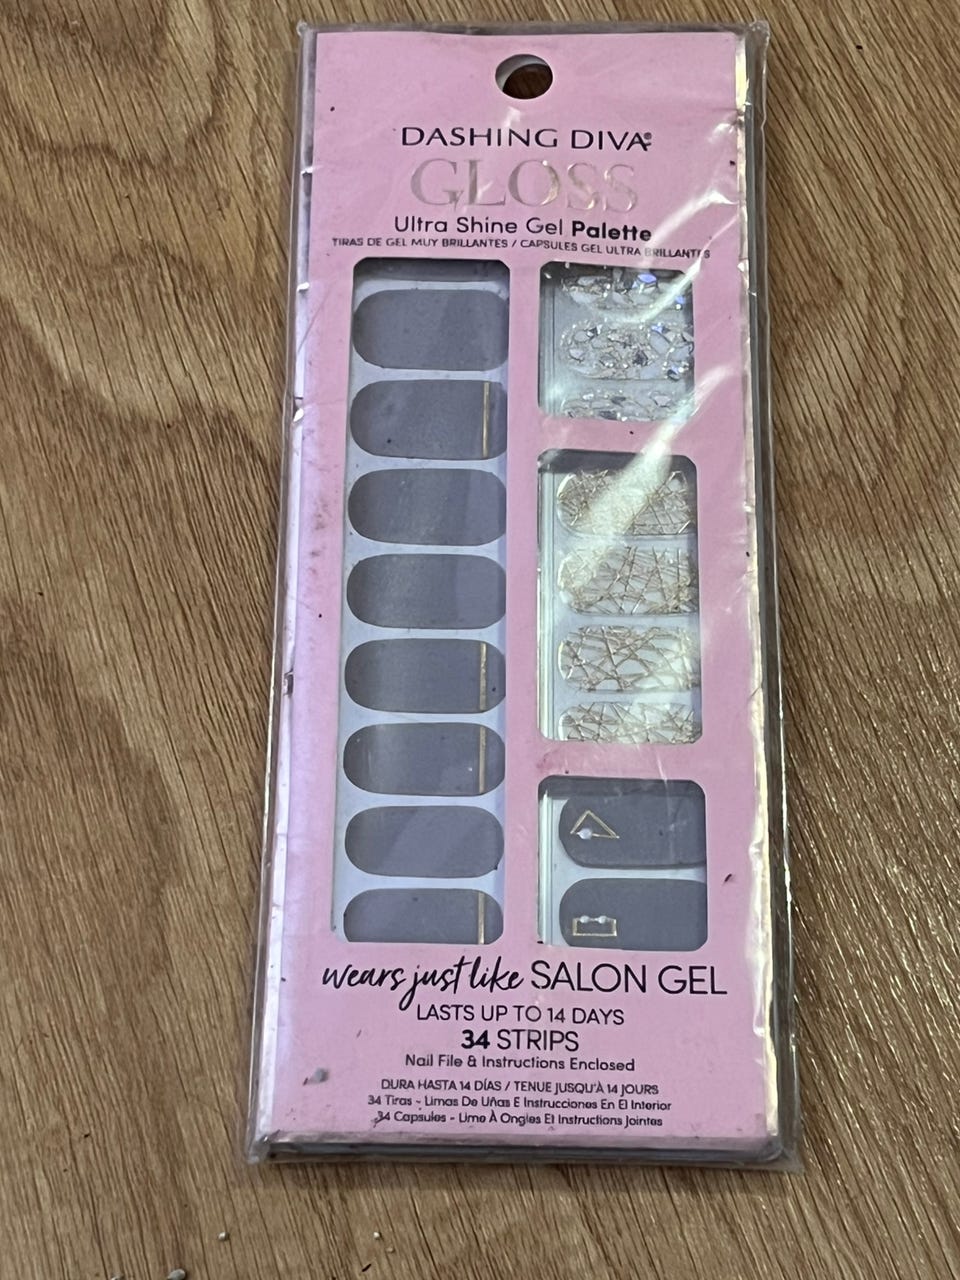 DASHING DIVA®
GLOSS
Ultra Shine Gel Palette
TIRAS DE GEL MUY BRILLANTES / CAPSULES GEL ULTRA BRILLANTES
wears just like SALON GEL
LASTS UP TO 14 DAYS
34 STRIPS
Nail File & Instructions Enclosed
DURA HASTA 14 DÍAS / TENUE JUSQU'À 14 JOURS
34 Tiras - Limas De Uñas E Instrucciones En El Interior
34 Capsules - Lime À Ongles Et Instructions Jointes